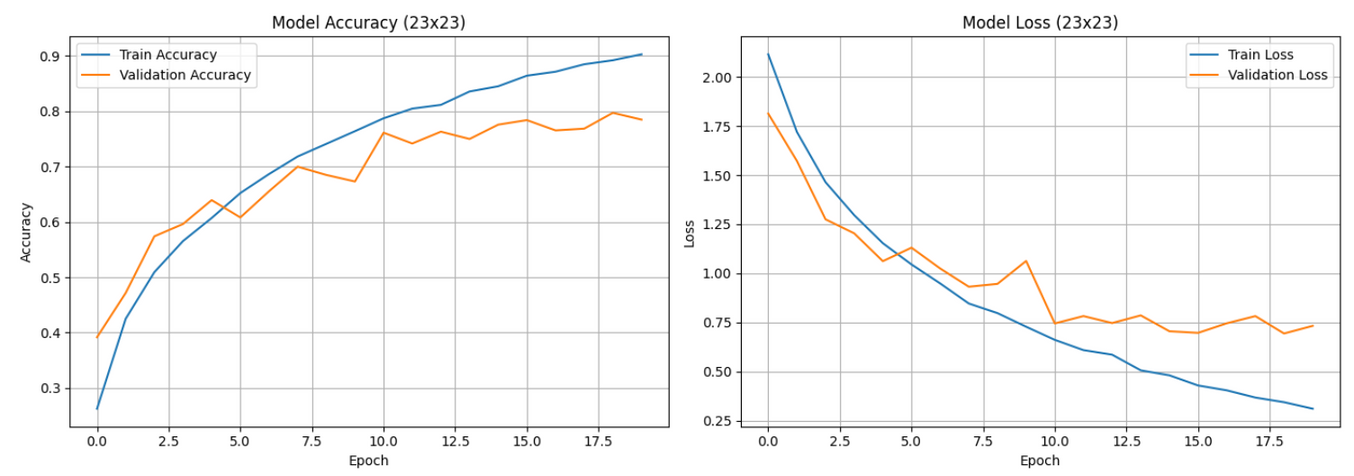 Model Accuracy (23x23)
Train Accuracy
Validation Accuracy
Accuracy
0.9
0.8
0.7
0.6
0.5
0.4
0.3
0.0 2.5 5.0 7.5 10.0 12.5 15.0 17.5
Epoch
Model Loss (23x23)
Train Loss
Validation Loss
Loss
2.00
1.75
1.50
1.25
1.00
0.75
0.50
0.25
0.0 2.5 5.0 7.5 10.0 12.5 15.0 17.5
Epoch